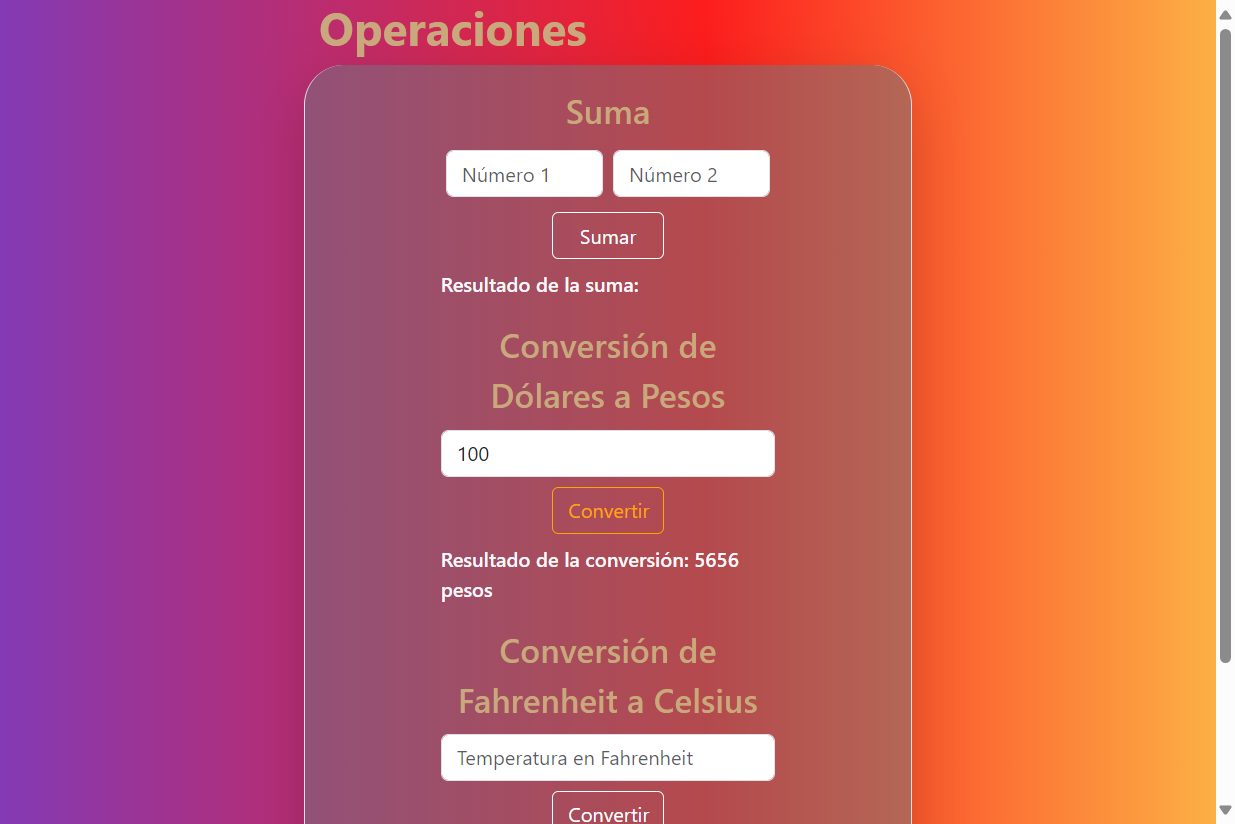 Operaciones
Suma
Número 1 Número 2
Sumar
Resultado de la suma:
Conversión de
Dólares a Pesos
100
Convertir
Resultado de la conversión: 5656
pesos
Conversión de
Fahrenheit a Celsius
Temperatura en Fahrenheit
Convertir